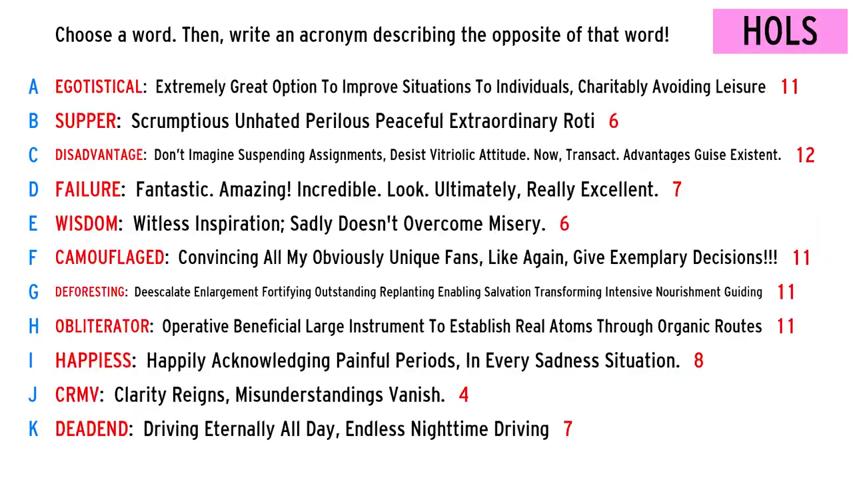 Choose a word. Then, write an acronym describing the opposite of that word!
HOLS
A EGOTISTICAL: Extremely Great Option To Improve Situations To Individuals, Charitably Avoiding Leisure 11
B SUPPER: Scrumptious Unhated Perilous Peaceful Extraordinary Roti 6
C DISADVANTAGE: Don't Imagine Suspending Assignments, Desist Vitriolic Attitude. Now, Transact. Advantages Guise Existent. 12
D FAILURE: Fantastic. Amazing! Incredible. Look. Ultimately, Really Excellent. 7
E WISDOM: Witless Inspiration; Sadly Doesn't Overcome Misery. 6
F CAMOUFLAGED: Convincing All My Obviously Unique Fans, Like Again, Give Exemplary Decisions!!! 11
G DEFORESTING: Deescalate Enlargement Fortifying Outstanding Replanting Enabling Salvation Transforming Intensive Nourishment Guiding 11
H OBLITERATOR: Operative Beneficial Large Instrument To Establish Real Atoms Through Organic Routes 11
I HAPPIESS: Happily Acknowledging Painful Periods, In Every Sadness Situation. 8
J CRMV: Clarity Reigns, Misunderstandings Vanish. 4
K DEADEND: Driving Eternally All Day, Endless Nighttime Driving 7